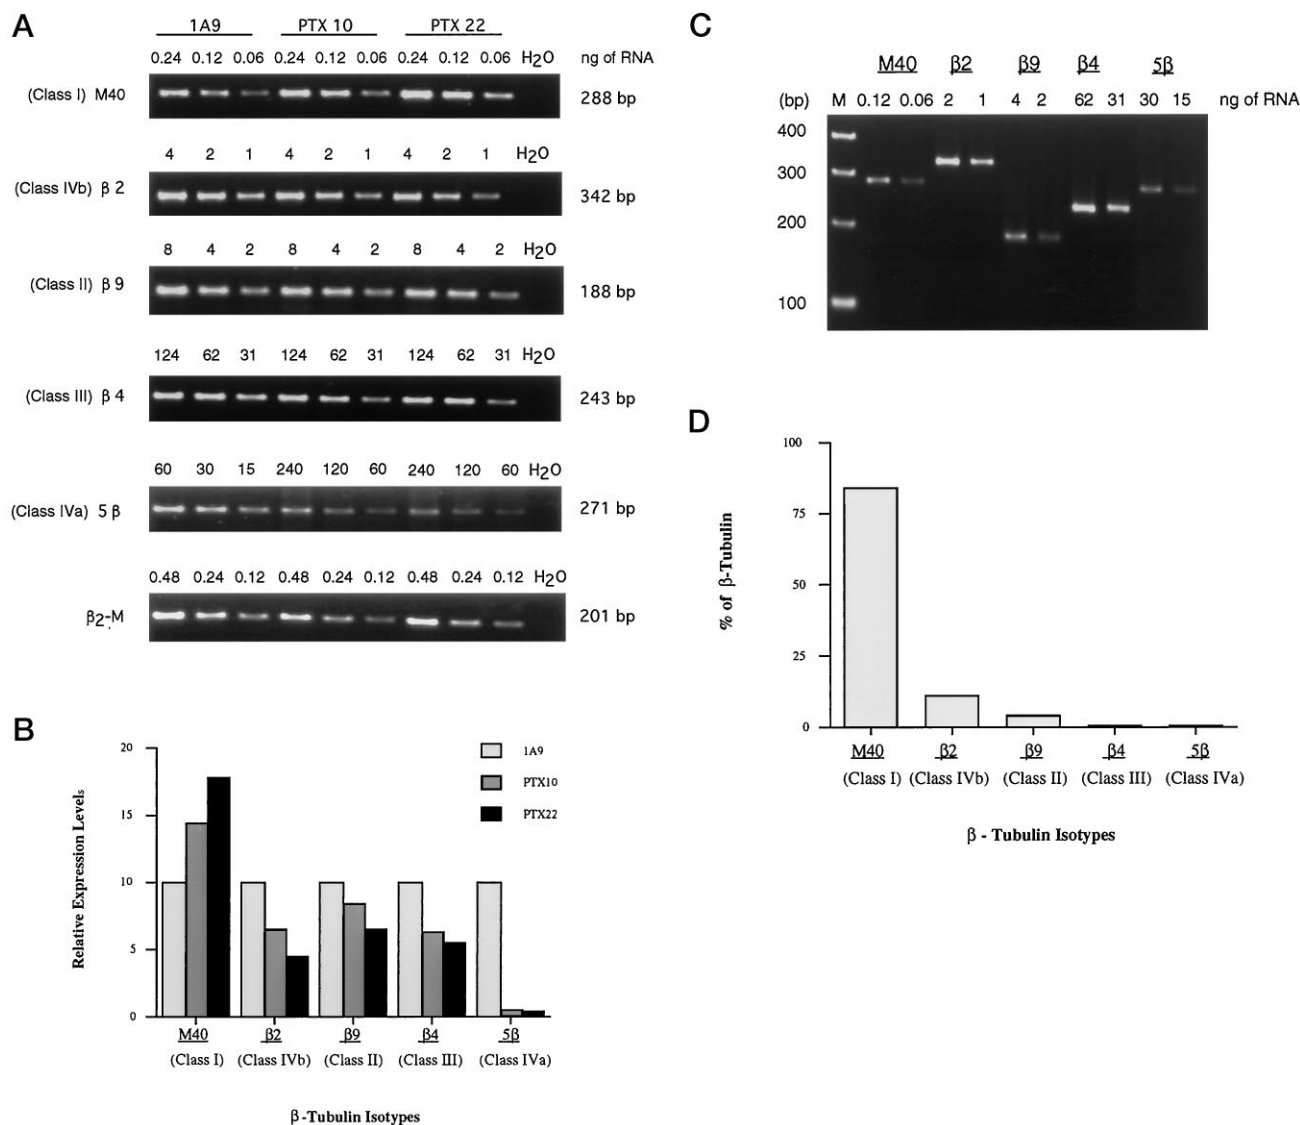 A
1A9 PTX 10 PTX 22
0.24 0.12 0.06 0.24 0.12 0.06 0.24 0.12 0.06 H2O ng of RNA
(Class I) M40 288 bp
4 2 1 4 2 1 4 2 1 H2O
(Class IVb) β 2 342 bp
8 4 2 8 4 2 8 4 2 H2O
(Class II) β 9 188 bp
124 62 31 124 62 31 124 62 31 H2O
(Class III) β 4 243 bp
60 30 15 240 120 60 240 120 60 H2O
(Class IVa) 5 β 271 bp
0.48 0.24 0.12 0.48 0.24 0.12 0.48 0.24 0.12 H2O
β2-M 201 bp
B
20
15
10
5
0
Relative Expression Levels
1A9
PTX10
PTX22
M40 β2 β9 β4 5β
(Class I) (Class IVb) (Class II) (Class III) (Class IVa)
β-Tubulin Isotypes
C
M40 β2 β9 β4 5β
(bp) M 0.12 0.06 2 1 4 2 62 31 30 15 ng of RNA
400
300
200
100
D
100
75
50
25
0
% of β-Tubulin
M40 β2 β9 β4 5β
(Class I) (Class IVb) (Class II) (Class III) (Class IVa)
β - Tubulin Isotypes